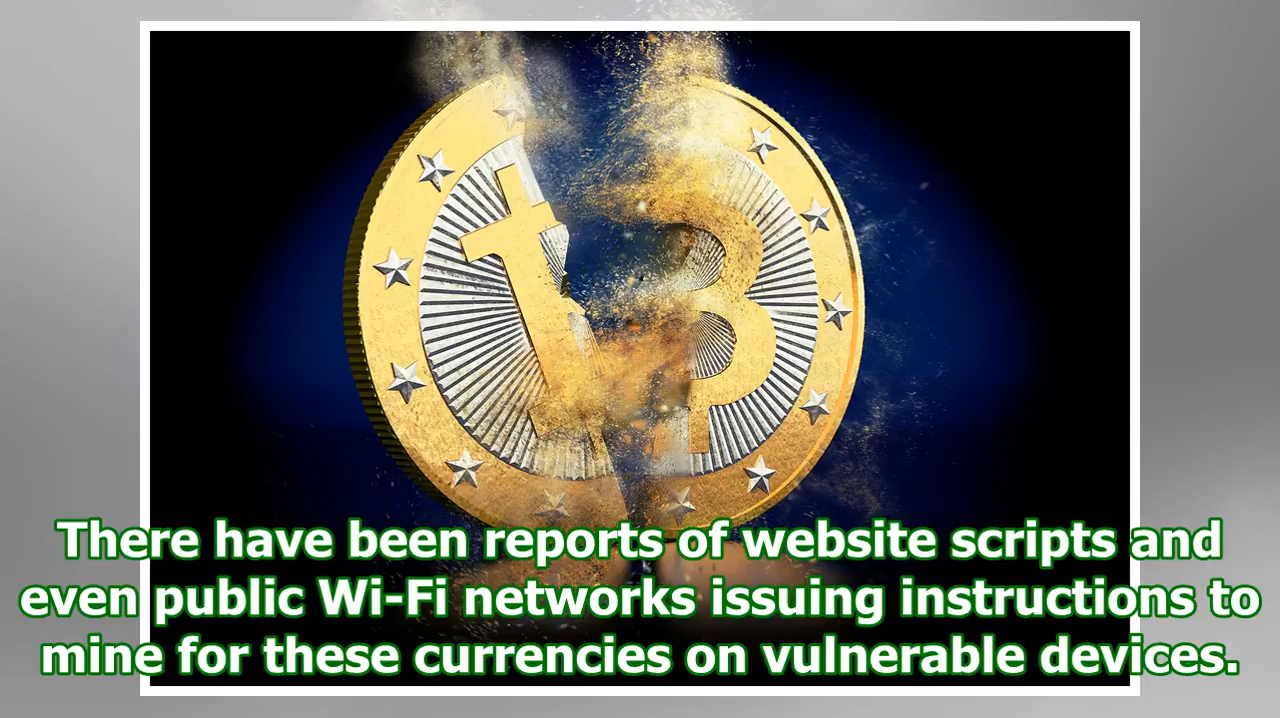 There have been reports of website scripts and
even public Wi-Fi networks issuing instructions to
mine for these currencies on vulnerable devices.